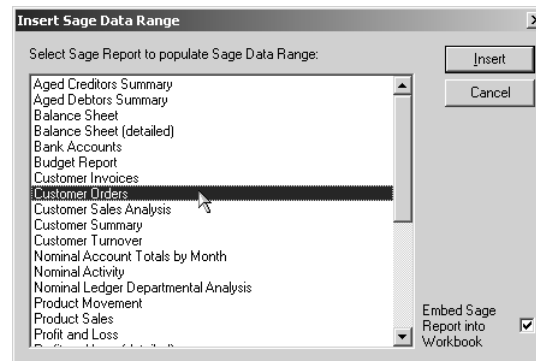 Insert Sage Data Range
Select Sage Report to populate Sage Data Range:
Aged Creditors Summary
Aged Debtors Summary
Balance Sheet
Balance Sheet (detailed)
Bank Accounts
Budget Report
Customer Invoices
Customer Orders
Customer Sales Analysis
Customer Summary
Customer Turnover
Nominal Account Totals by Month
Nominal Activity
Nominal Ledger Departmental Analysis
Product Movement
Product Sales
Profit and Loss
Insert
Cancel
Embed Sage
Report into
Workbook